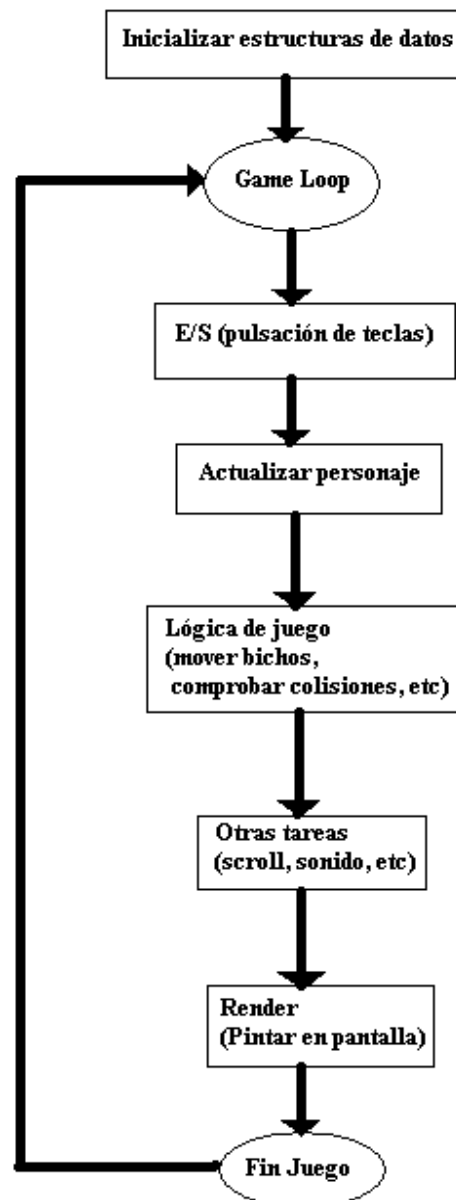 Inicializar estructuras de datos
Game Loop
E/S (pulsación de teclas)
Actualizar personaje
Lógica de juego
(mover bichos,
comprobar colisiones, etc)
Otras tareas
(scroll, sonido, etc)
Render
(Pintar en pantalla)
Fin Juego